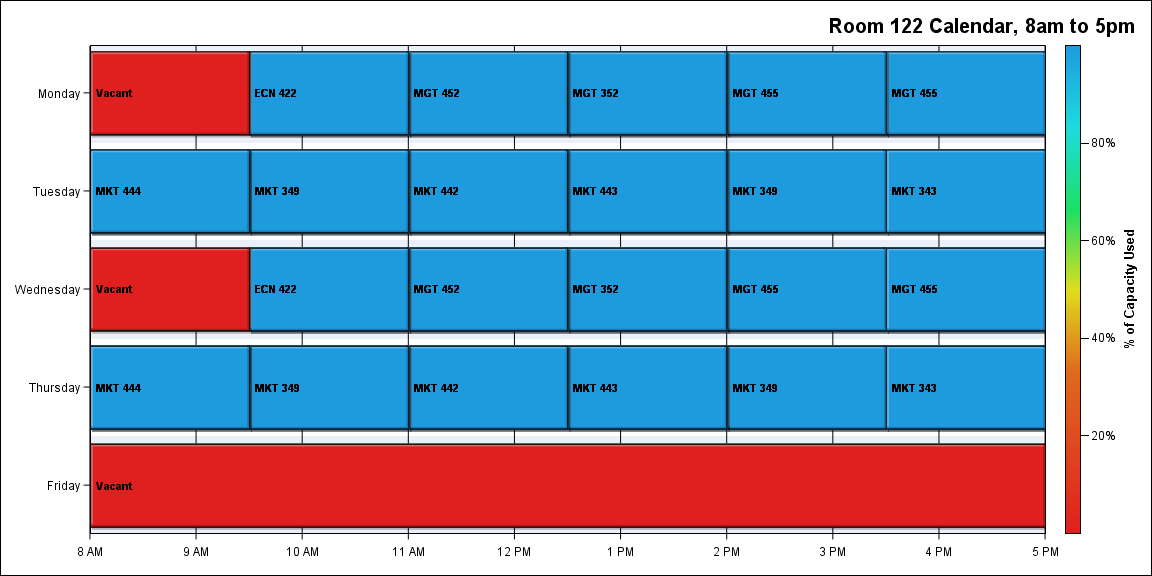 Room 122 Calendar, 8am to 5pm
Monday Vacant ECN 422 MGT 452 MGT 352 MGT 455 MGT 455
80%
Tuesday MKT 444 MKT 349 MKT 442 MKT 443 MKT 349 MKT 343
60%
Wednesday Vacant ECN 422 MGT 452 MGT 352 MGT 455 MGT 455
% of Capacity Used
40%
Thursday MKT 444 MKT 349 MKT 442 MKT 443 MKT 349 MKT 343
20%
Friday Vacant
8 AM 9 AM 10 AM 11 AM 12 PM 1 PM 2 PM 3 PM 4 PM 5 PM